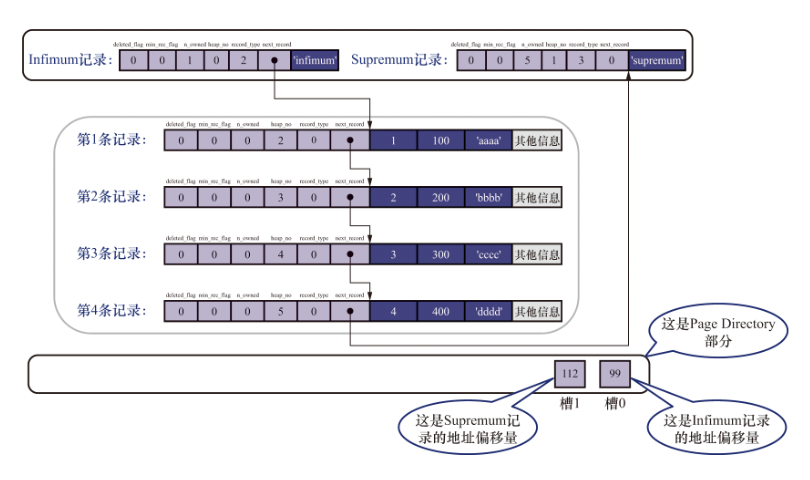 deleted_flag min_rec_flag n_owned heap_no record_type next_record
Infimum记录： 0 0 1 0 2 'infimum'
deleted_flag min_rec_flag n_owned heap_no record_type next_record
Supremum记录： 0 0 5 1 3 0 'supremum'
deleted_flag min_rec_flag n_owned heap_no record_type next_record
第1条记录： 0 0 0 2 0 1 100 'aaaa' 其他信息
deleted_flag min_rec_flag n_owned heap_no record_type next_record
第2条记录： 0 0 0 3 0 2 200 'bbbb' 其他信息
deleted_flag min_rec_flag n_owned heap_no record_type next_record
第3条记录： 0 0 0 4 0 3 300 'cccc' 其他信息
deleted_flag min_rec_flag n_owned heap_no record_type next_record
第4条记录： 0 0 0 5 0 4 400 'dddd' 其他信息
这是Page Directory
部分
112 99
槽1 槽0
这是Supremum记
录的地址偏移量
这是Infimum记录
的地址偏移量